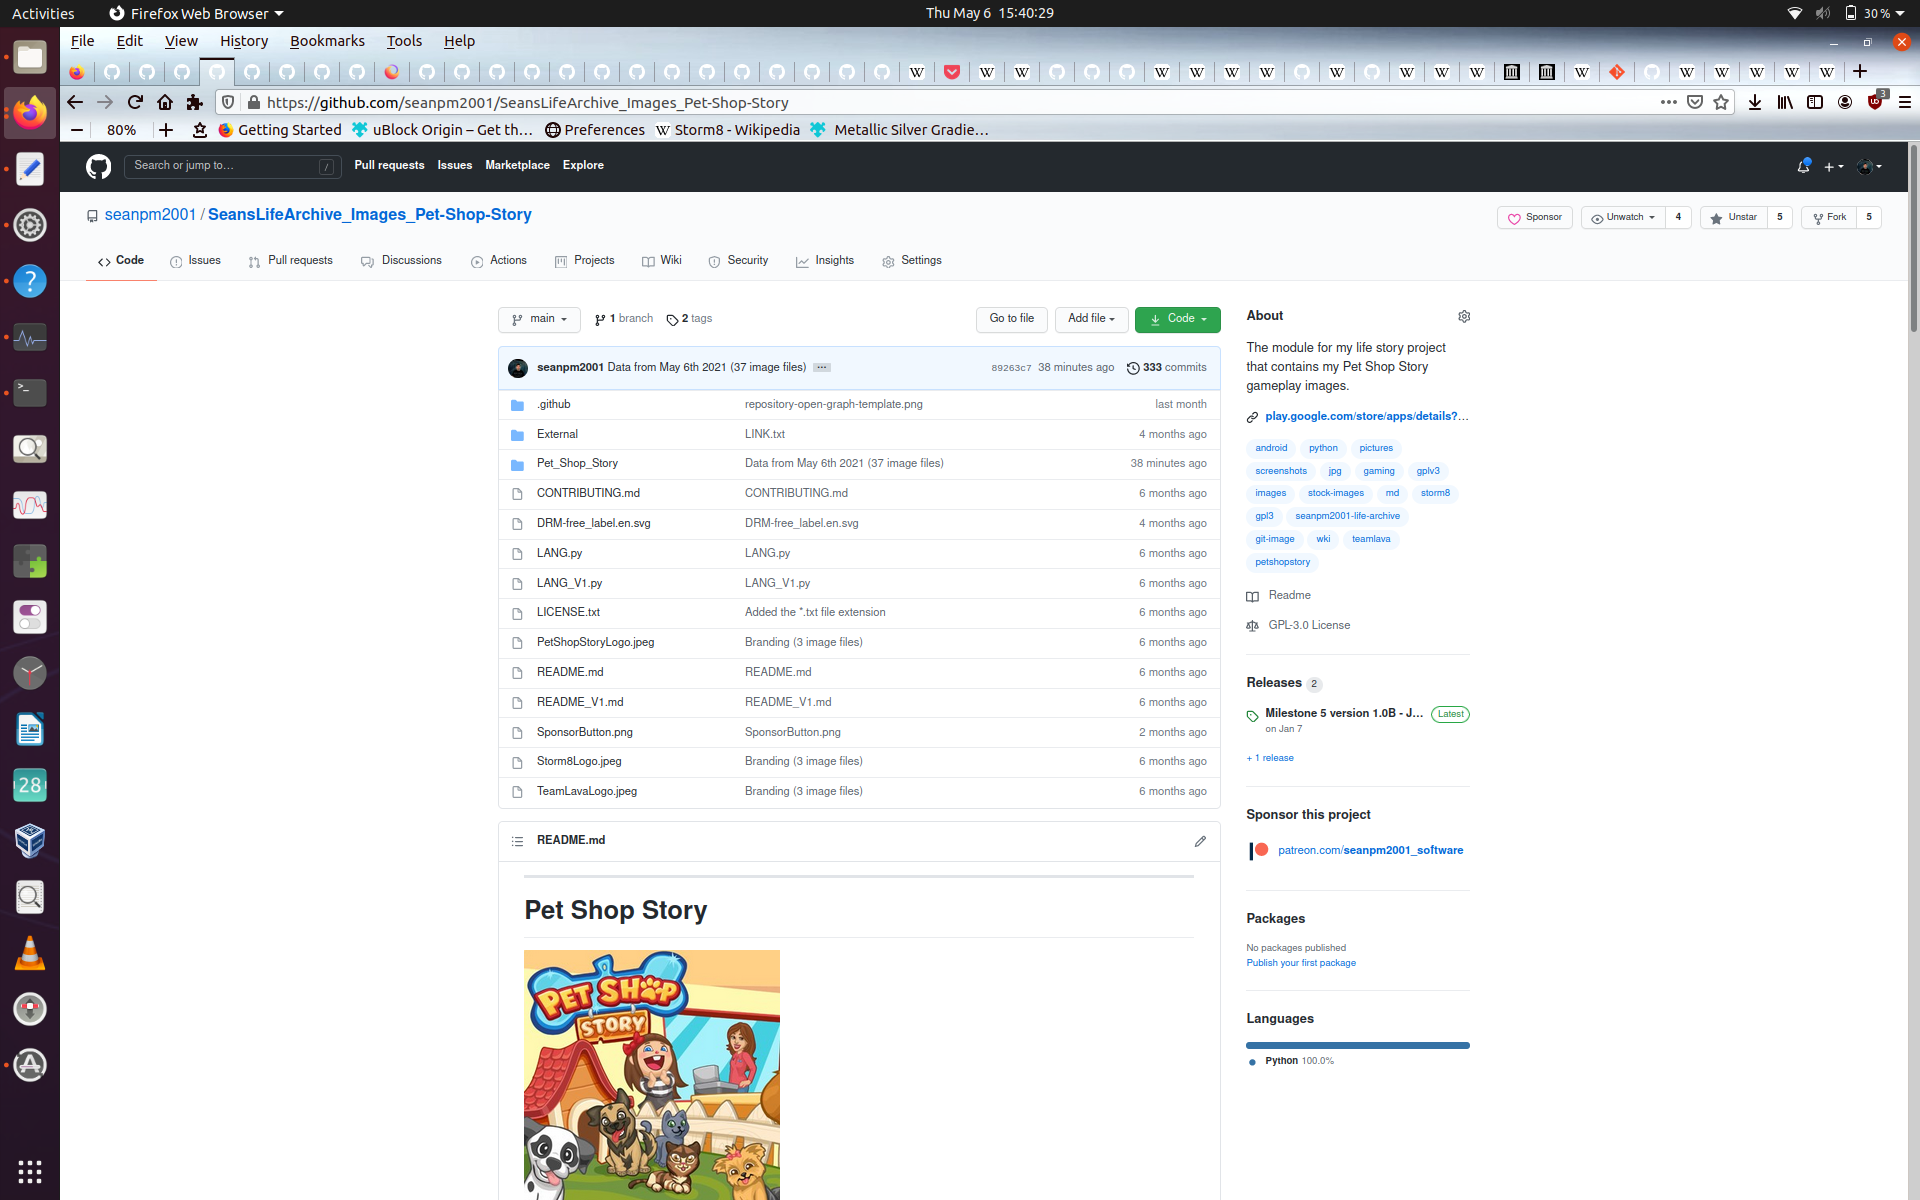 Activities Firefox Web Browser Thu May 6 15:40:29 30 %
File Edit View History Bookmarks Tools Help
https://github.com/seanpm2001/SeansLifeArchive_Images_Pet-Shop-Story 3
80% Getting Started uBlock Origin – Get th… Preferences Storm8 - Wikipedia Metallic Silver Gradie…
Search or jump to… / Pull requests Issues Marketplace Explore
seanpm2001 / SeansLifeArchive_Images_Pet-Shop-Story Sponsor Unwatch 4 Unstar 5 Fork 5
Code Issues Pull requests Discussions Actions Projects Wiki Security Insights Settings
main 1 branch 2 tags Go to file Add file Code
seanpm2001 Data from May 6th 2021 (37 image files) ... 89263c7 38 minutes ago 333 commits
.github repository-open-graph-template.png last month
External LINK.txt 4 months ago
Pet_Shop_Story Data from May 6th 2021 (37 image files) 38 minutes ago
CONTRIBUTING.md CONTRIBUTING.md 6 months ago
DRM-free_label.en.svg DRM-free_label.en.svg 4 months ago
LANG.py LANG.py 6 months ago
LANG_V1.py LANG_V1.py 6 months ago
LICENSE.txt Added the *.txt file extension 6 months ago
PetShopStoryLogo.jpeg Branding (3 image files) 6 months ago
README.md README.md 6 months ago
README_V1.md README_V1.md 6 months ago
SponsorButton.png SponsorButton.png 2 months ago
Storm8Logo.jpeg Branding (3 image files) 6 months ago
TeamLavaLogo.jpeg Branding (3 image files) 6 months ago
README.md
Pet Shop Story
PET SHOP
STORY
About
The module for my life story project
that contains my Pet Shop Story
gameplay images.
play.google.com/store/apps/details?…
android python pictures
screenshots jpg gaming gplv3
images stock-images md storm8
gpl3 seanpm2001-life-archive
git-image wki teamlava
petshopstory
Readme
GPL-3.0 License
Releases 2
Milestone 5 version 1.0B - J… Latest
on Jan 7
+ 1 release
Sponsor this project
patreon.com/seanpm2001_software
Packages
No packages published
Publish your first package
Languages
Python 100.0%
28